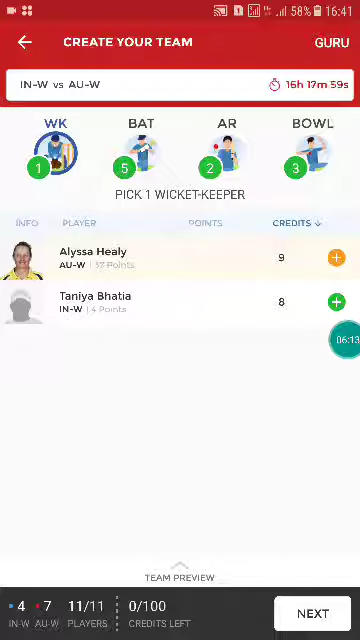 58% 16:41
CREATE YOUR TEAM GURU
IN-W vs AU-W 16h 17m 59s
WK BAT AR BOWL
1 5 2 3
PICK 1 WICKET-KEEPER
INFO PLAYER POINTS CREDITS ↓
Alyssa Healy
AU-W | 37 Points 9 +
Taniya Bhatia
IN-W | 4 Points 8 +
06:13
TEAM PREVIEW
4 7 11/11 0/100
IN-W AU-W PLAYERS CREDITS LEFT
NEXT